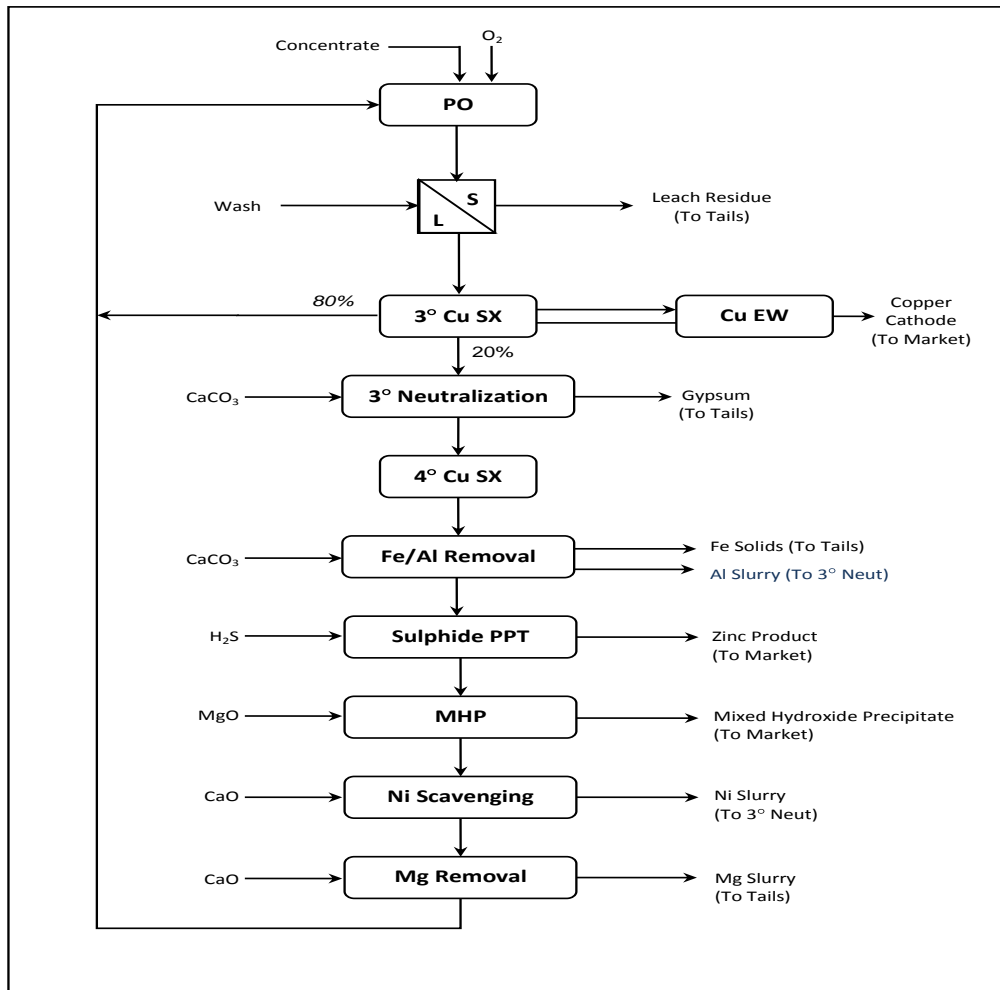 Concentrate
O₂
PO
Wash
S
L
Leach Residue
(To Tails)
80%
3° Cu SX
Cu EW
Copper
Cathode
(To Market)
20%
CaCO₃
3° Neutralization
Gypsum
(To Tails)
4° Cu SX
CaCO₃
Fe/Al Removal
Fe Solids (To Tails)
Al Slurry (To 3° Neut)
H₂S
Sulphide PPT
Zinc Product
(To Market)
MgO
MHP
Mixed Hydroxide Precipitate
(To Market)
CaO
Ni Scavenging
Ni Slurry
(To 3° Neut)
CaO
Mg Removal
Mg Slurry
(To Tails)